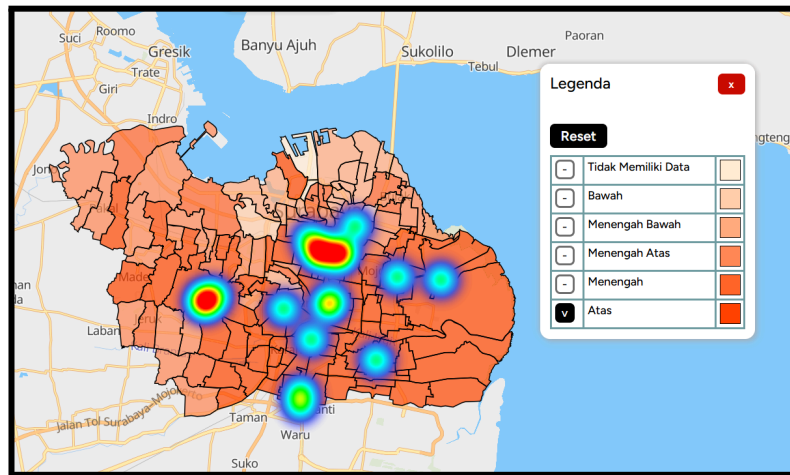 Suci
Roomo
Gresik
Banyu Ajuh
Sukolilo
Paoran
Dlemer
Tebul
Trate
Giri
Indro
Laban
Jalan Tol Surabaya-Mojokerto
Taman
Waru
Suko
Legenda
x
Reset
-
Tidak Memiliki Data
-
Bawah
-
Menengah Bawah
-
Menengah Atas
-
Menengah
v
Atas